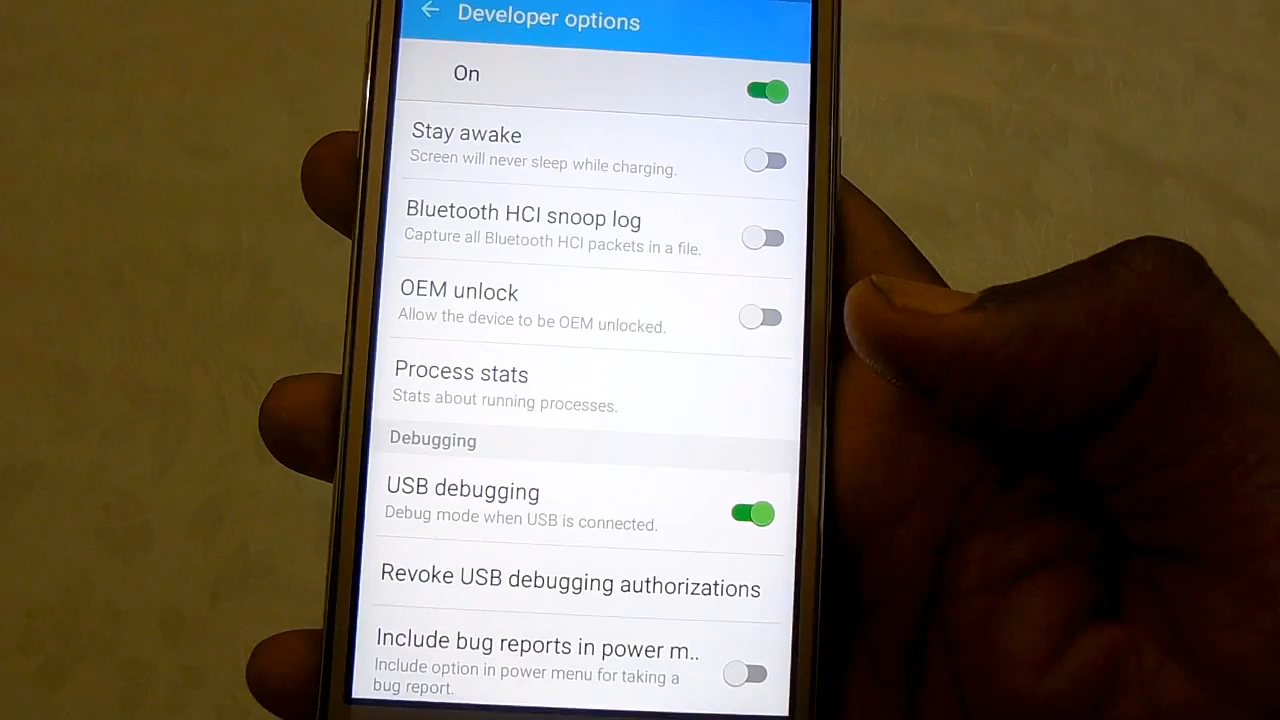 Developer options
On
Stay awake
Screen will never sleep while charging.
Bluetooth HCI snoop log
Capture all Bluetooth HCI packets in a file.
OEM unlock
Allow the device to be OEM unlocked.
Process stats
Stats about running processes.
Debugging
USB debugging
Debug mode when USB is connected.
Revoke USB debugging authorizations
Include bug reports in power m..
Include option in power menu for taking a
bug report.